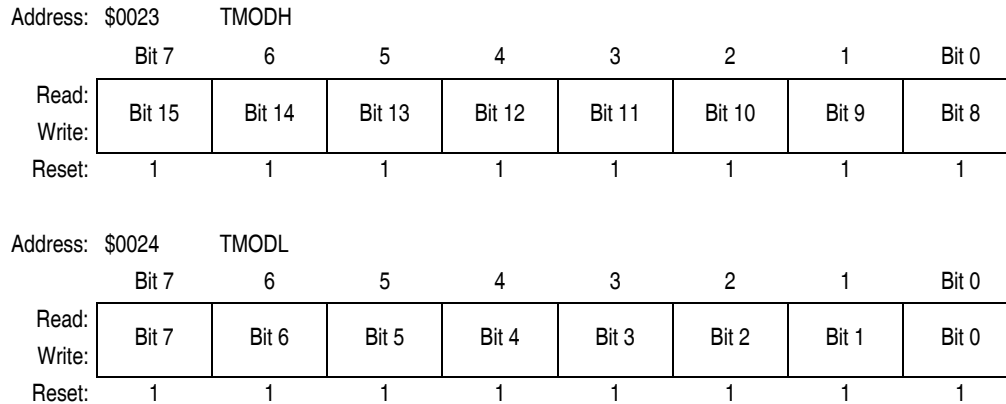 Address: $0023 TMODH
Bit 7 6 5 4 3 2 1 Bit 0
Read:
Bit 15 Bit 14 Bit 13 Bit 12 Bit 11 Bit 10 Bit 9 Bit 8
Write:
Reset: 1 1 1 1 1 1 1 1
Address: $0024 TMODL
Bit 7 6 5 4 3 2 1 Bit 0
Read:
Bit 7 Bit 6 Bit 5 Bit 4 Bit 3 Bit 2 Bit 1 Bit 0
Write:
Reset: 1 1 1 1 1 1 1 1